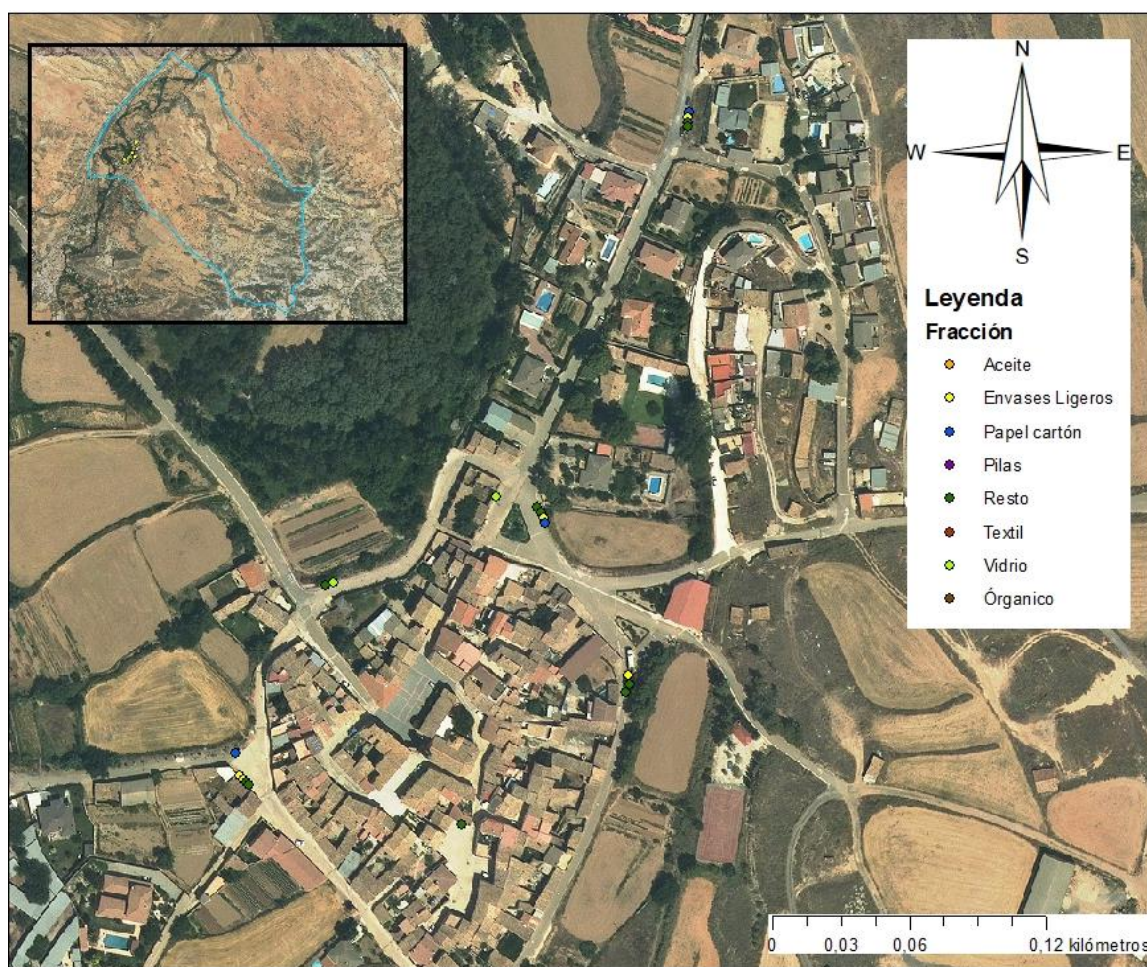 N
W E
S
Leyenda
Fracción
Aceite
Envases Ligeros
Papel cartón
Pilas
Resto
Textil
Vidrio
Órganico
0 0,03 0,06 0,12 kilómetros